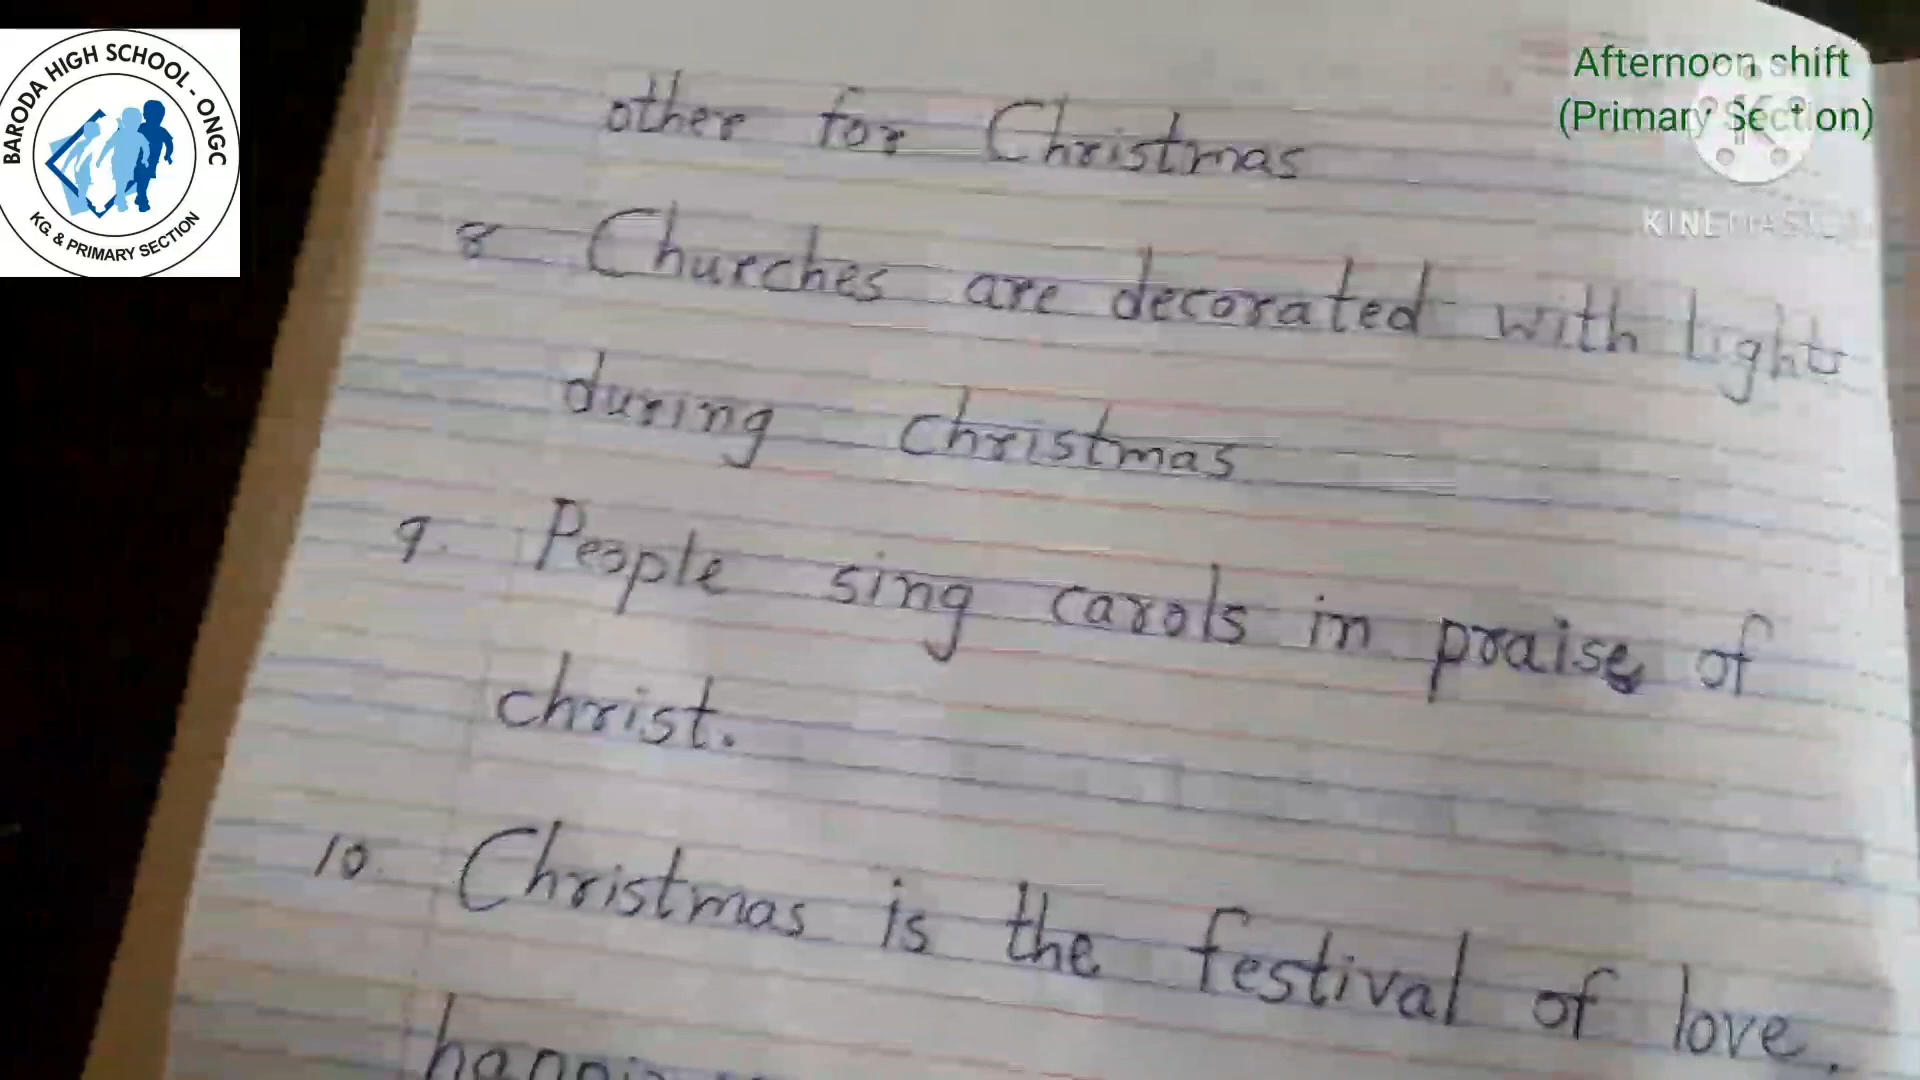 BARODA HIGH SCHOOL - ONGC
KG. & PRIMARY SECTION
Afternoon shift
(Primary Section)
KINEMASTER
other for Christmas
8 Churches are decorated with lights
during christmas
9. People sing carols in praise of
christ.
10. Christmas is the festival of love.